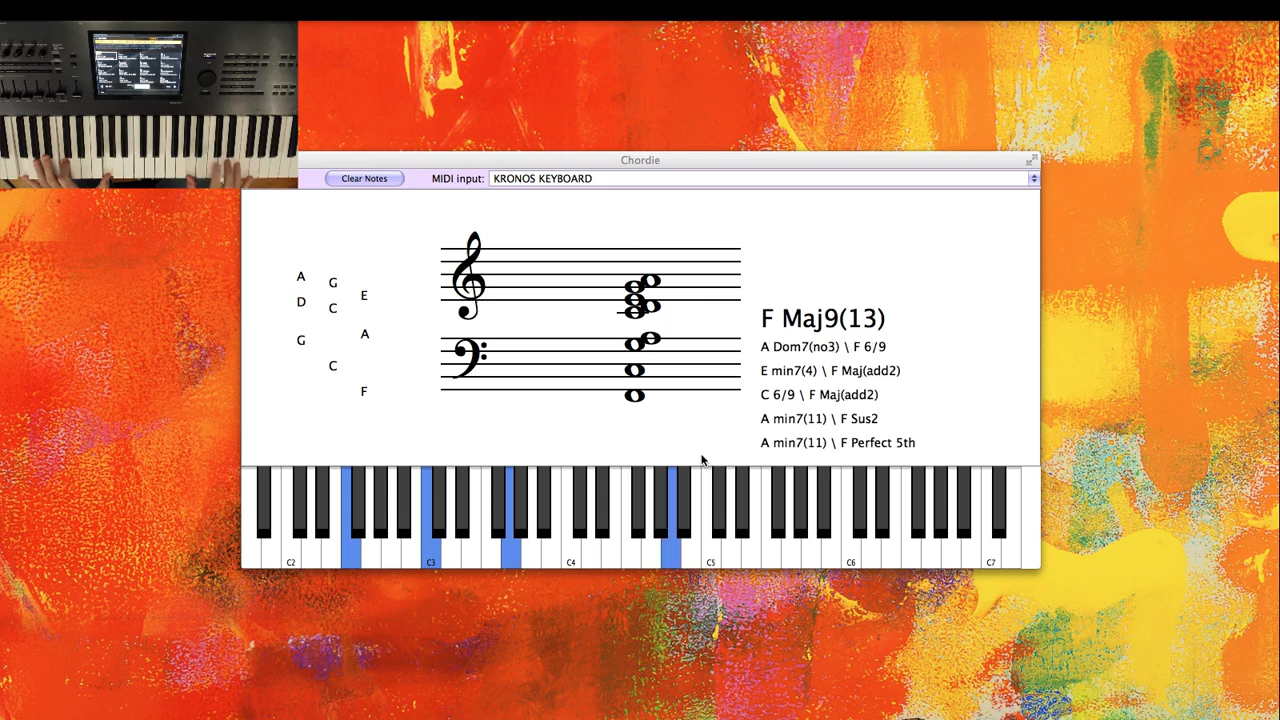 Chordie
Clear Notes
MIDI input:
KRONOS KEYBOARD
A
G
E
D
C
G
A
C
F
F Maj9(13)
A Dom7(no3) \ F 6/9
E min7(4) \ F Maj(add2)
C 6/9 \ F Maj(add2)
A min7(11) \ F Sus2
A min7(11) \ F Perfect 5th
C2
C3
C4
C5
C6
C7